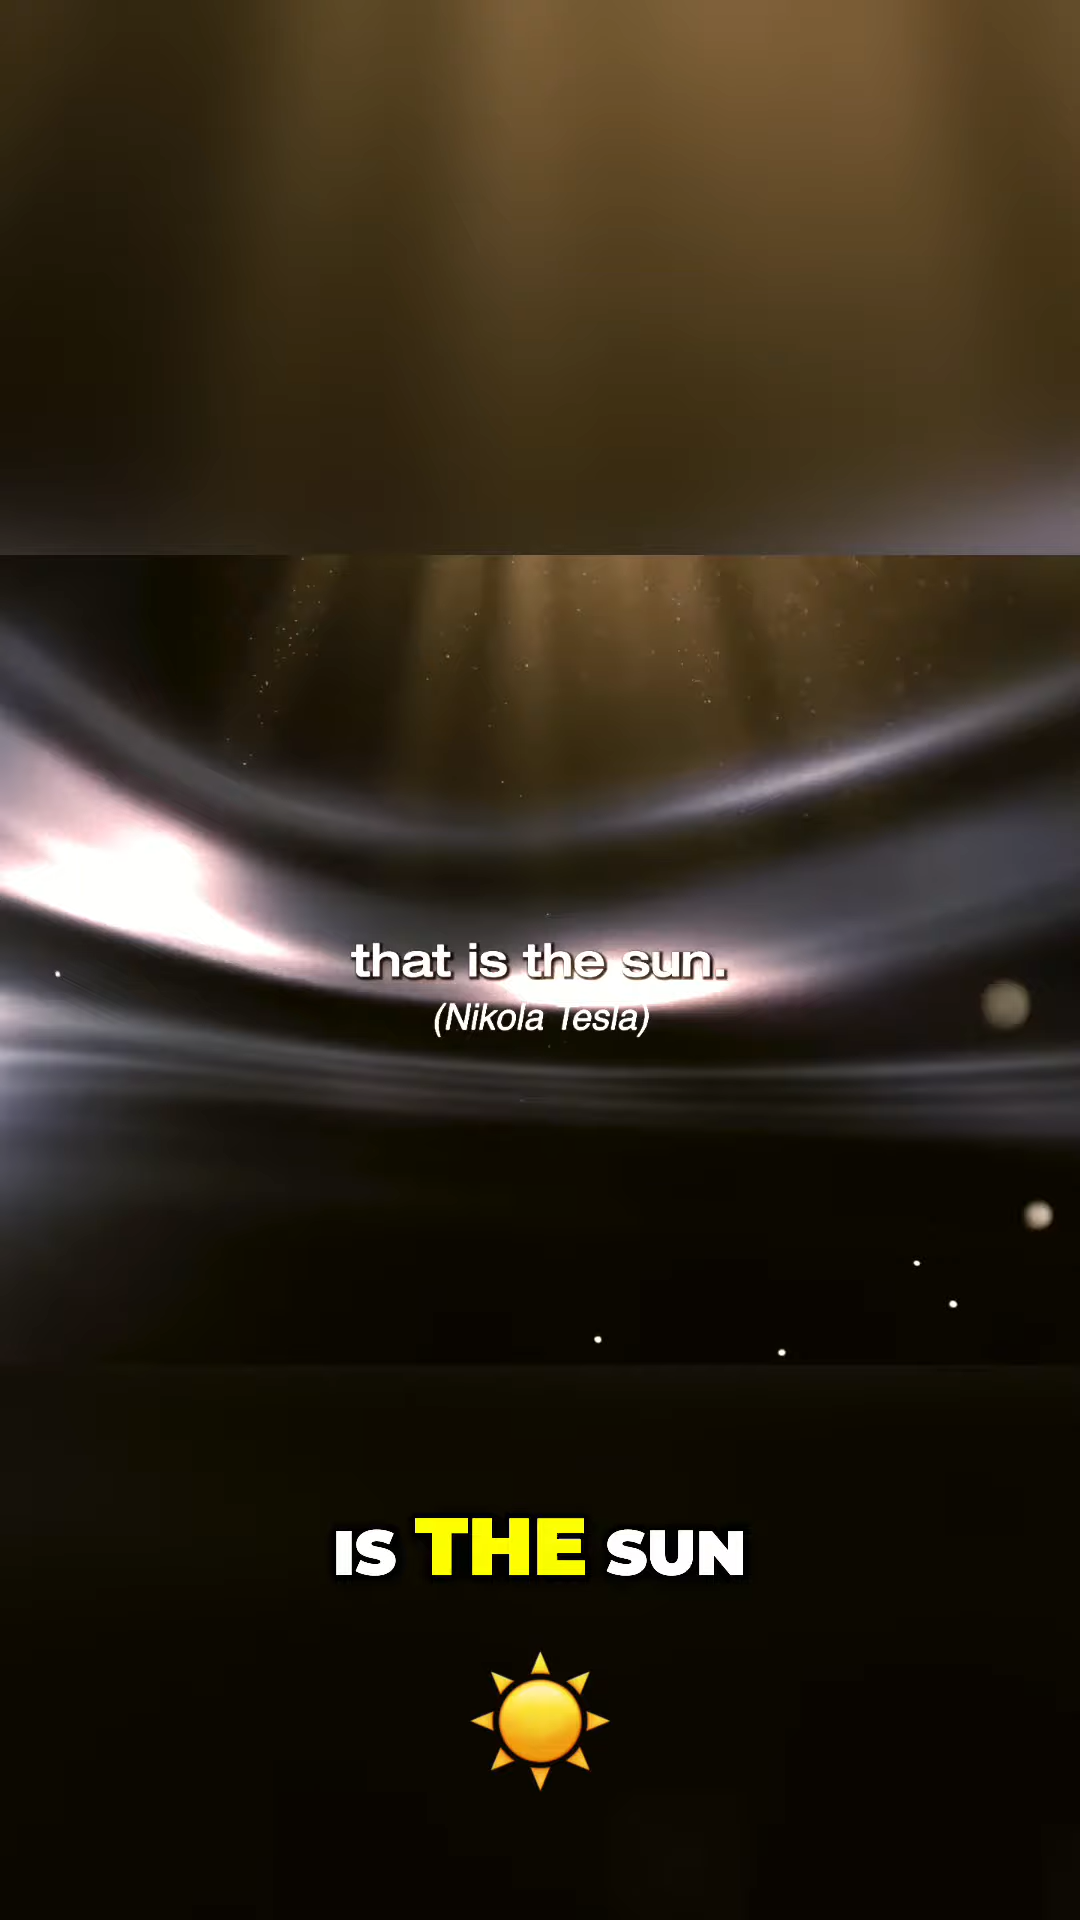 that is the sun.
(Nikola Tesla)
IS THE SUN